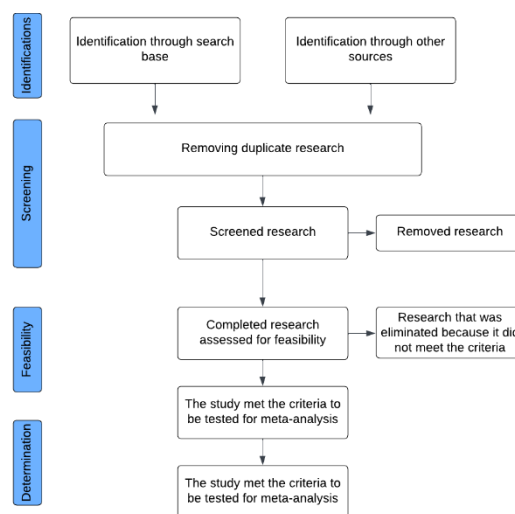 Identifications
Identification through search
base
Identification through other
sources
Screening
Removing duplicate research
Screened research
Removed research
Feasibility
Completed research
assessed for feasibility
Research that was
eliminated because it did
not meet the criteria
The study met the criteria to
be tested for meta-analysis
Determination
The study met the criteria to
be tested for meta-analysis